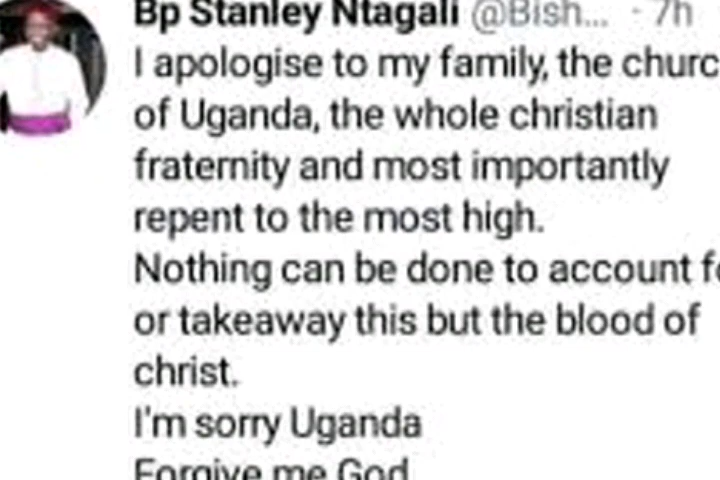 Bp Stanley Ntagali @Bish... · 7h
I apologise to my family, the churc
of Uganda, the whole christian
fraternity and most importantly
repent to the most high.
Nothing can be done to account fo
or takeaway this but the blood of
christ.
I'm sorry Uganda
Forgive me God